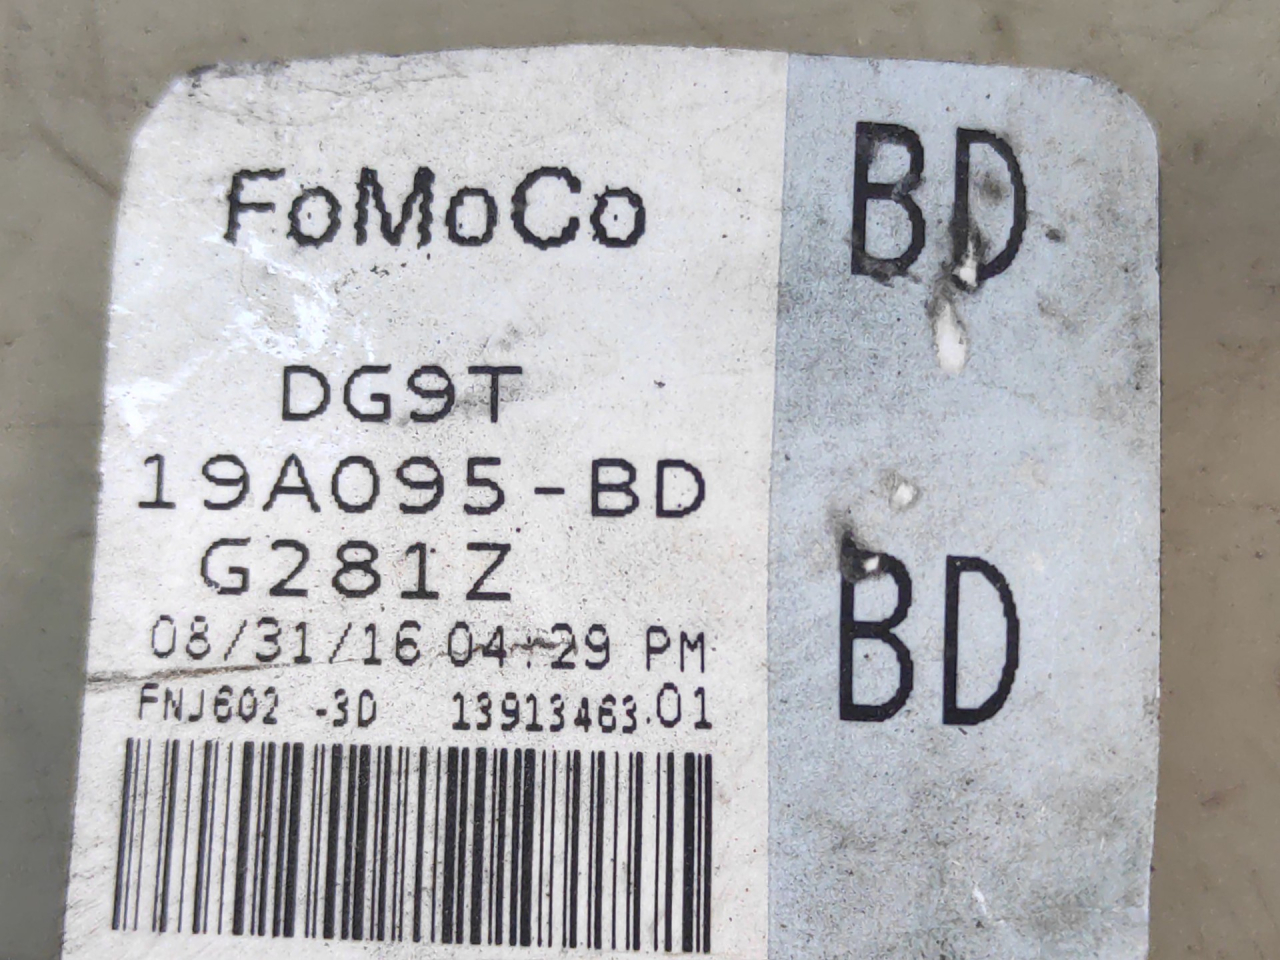 FoMoCo
DG9T
19A095-BD
G281Z
08/31/16 04:29 PM
FNJ602 -3D 13913463.01
BD
BD